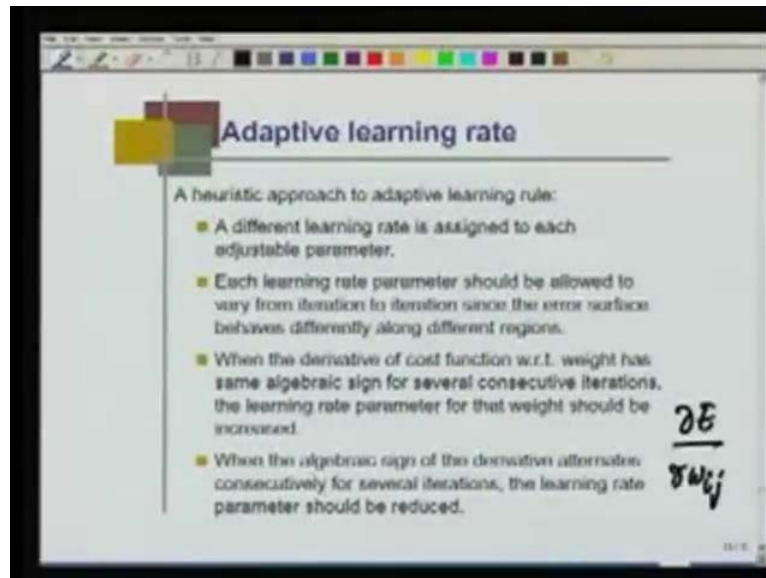 Adaptive learning rate
A heuristic approach to adaptive learning rule:
A different learning rate is assigned to each
adjustable parameter.
Each learning rate parameter should be allowed to
vary from iteration to iteration since the error surface
behaves differently along different regions.
When the derivative of cost function w.r.t. weight has
same algebraic sign for several consecutive iterations,
the learning rate parameter for that weight should be
increased.
When the algebraic sign of the derivative alternates
consecutively for several iterations, the learning rate
parameter should be reduced.
∂E
∂wij